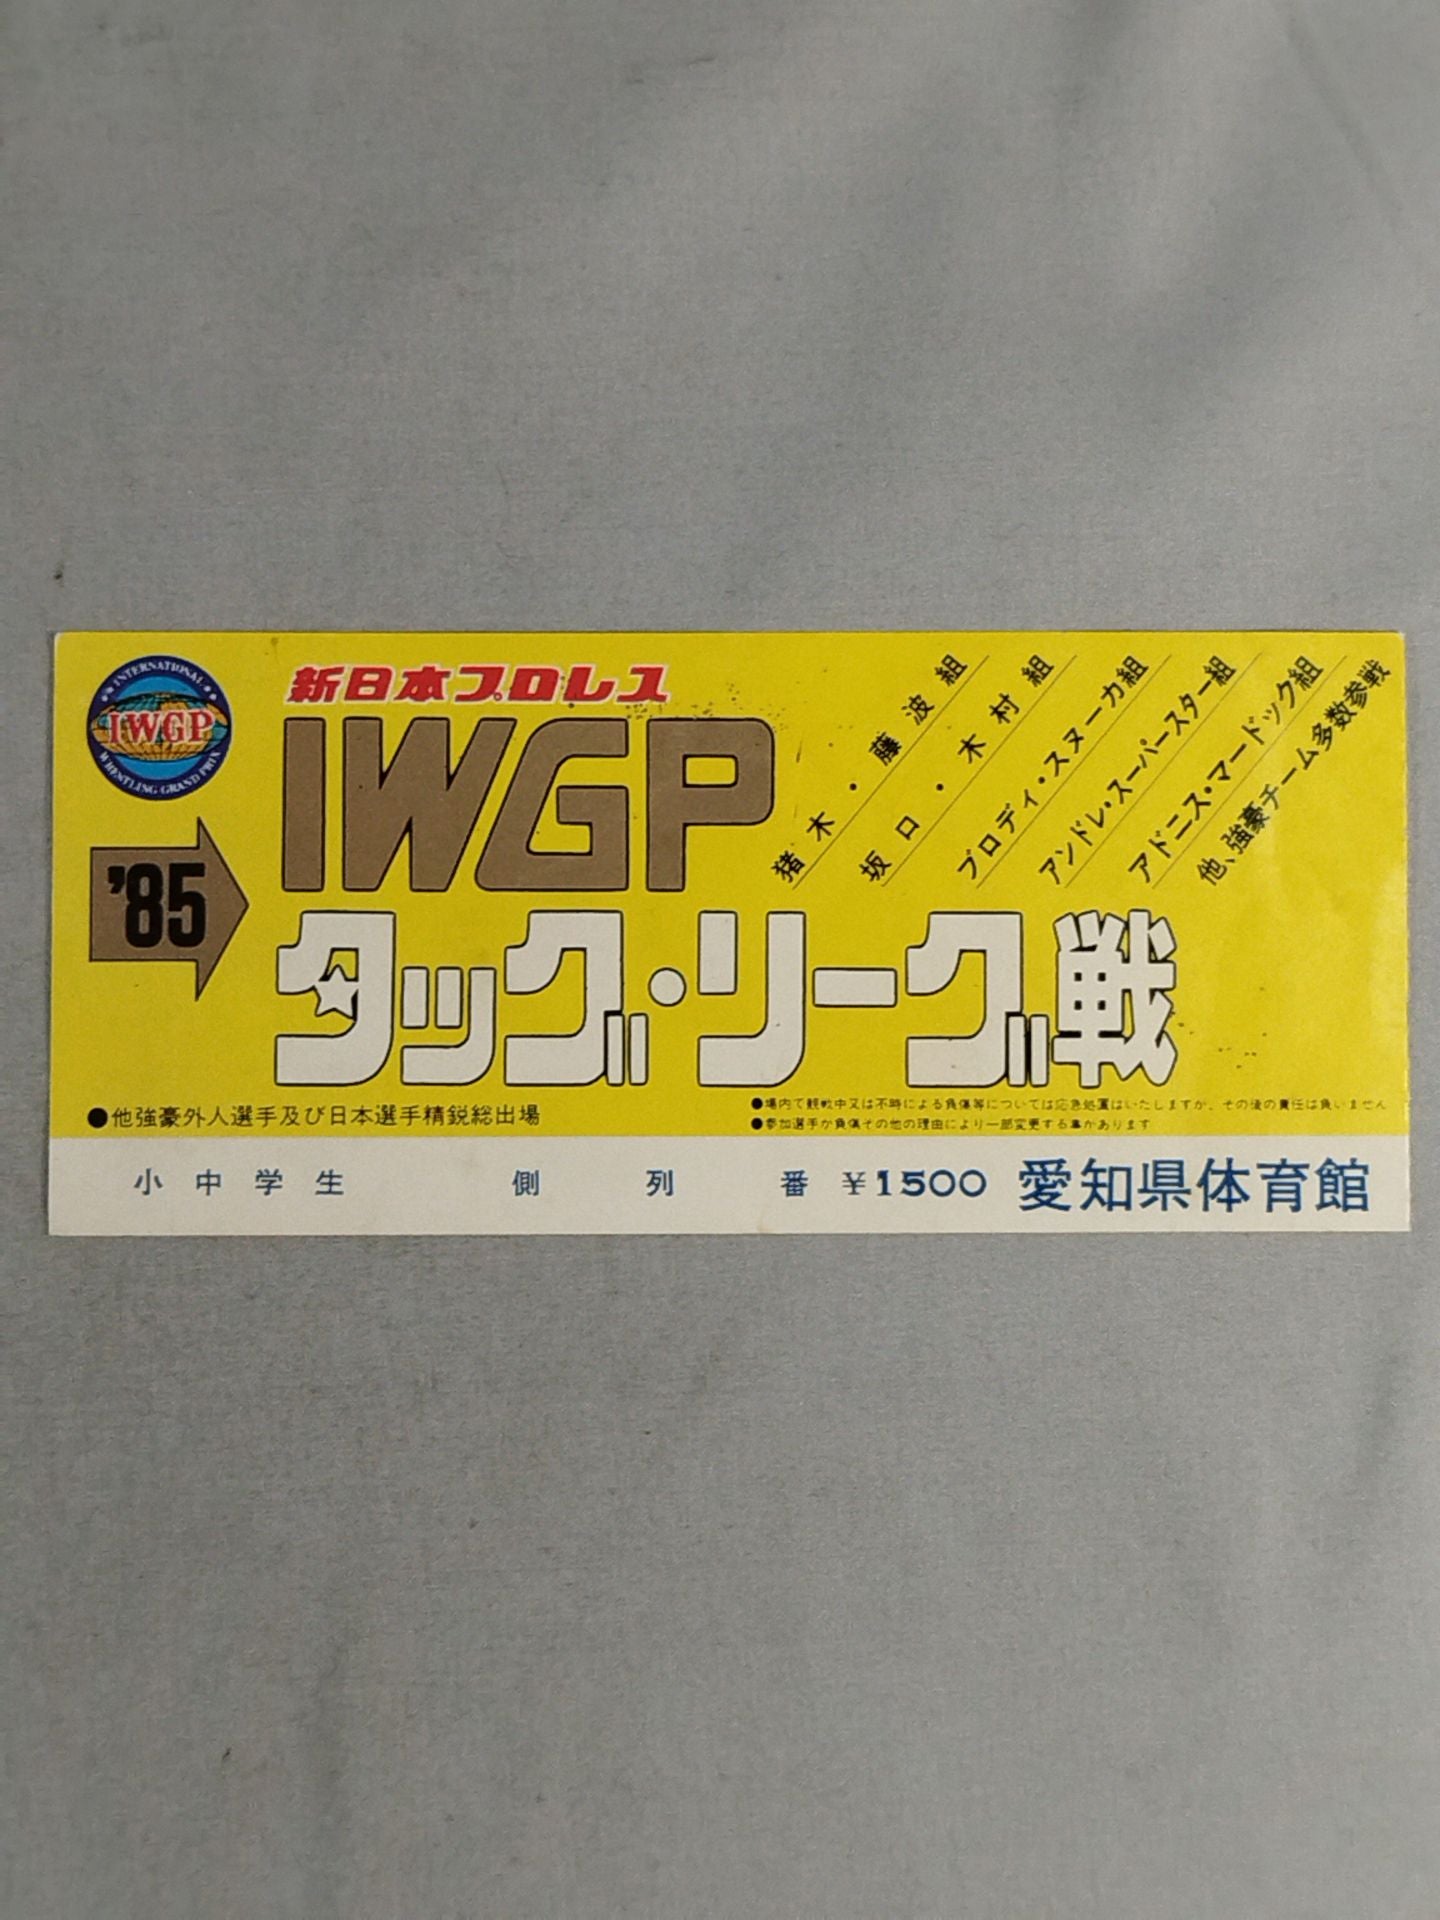 INTERNATIONAL
IWGP
WRESTLING GRAND PRIX
'85
新日本プロレス
IWGP
タッグ・リーグ戦
猪木・藤波組
坂口・木村組
ブロディ・スヌーカ組
アンドレ・スーパースター組
アドニス・マードック組
他、強豪チーム多数参戦
●他強豪外人選手及び日本選手精鋭総出場
●場内で観戦中又は不時による負傷等については応急処置はいたしますが、その後の責任は負いません
●参加選手が負傷その他の理由により一部変更する事があります
小中学生 側 列 番 ¥1500 愛知県体育館